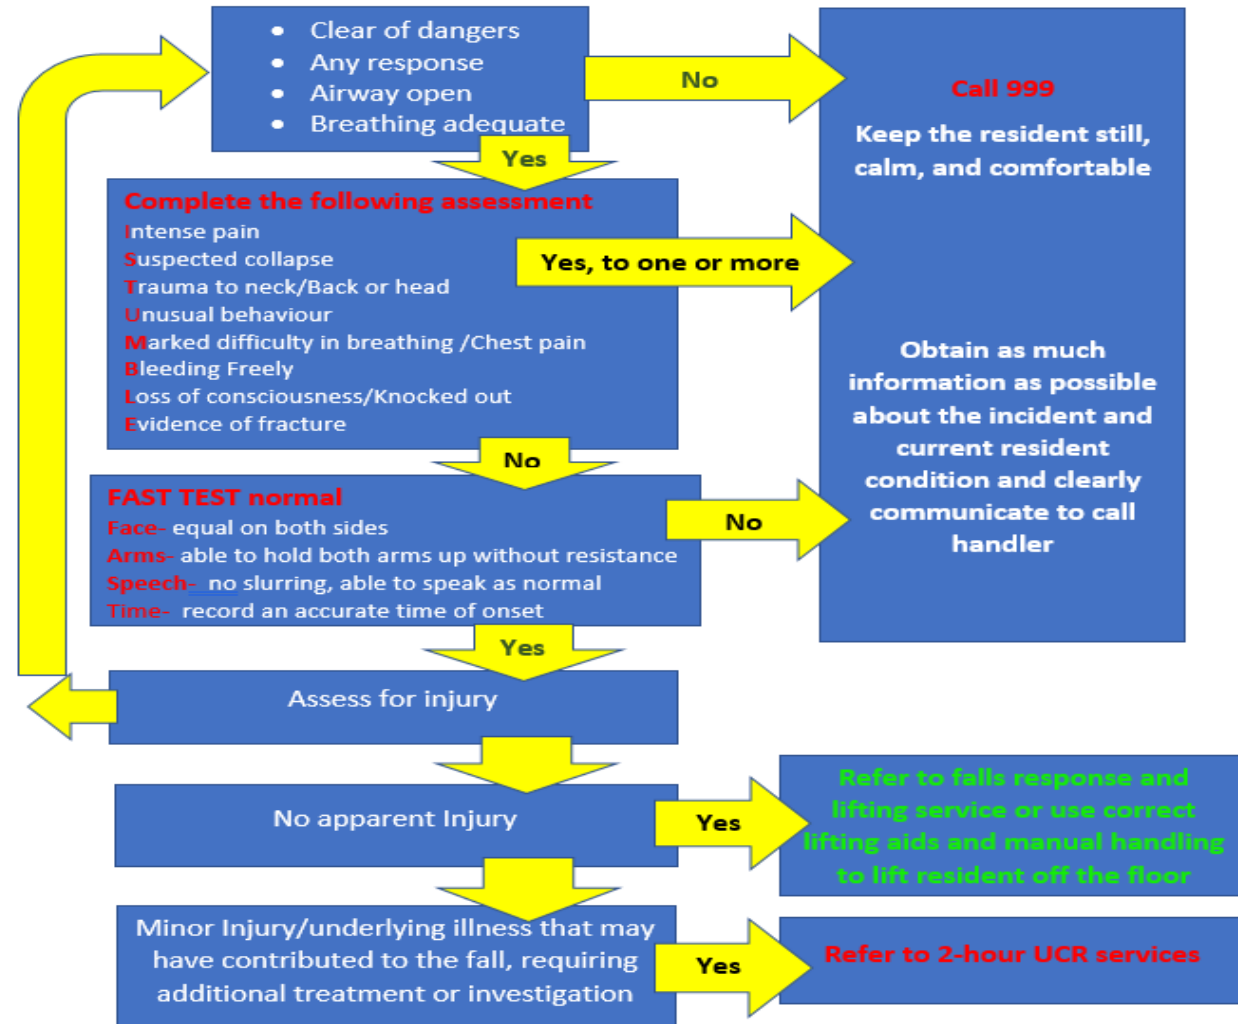 • Clear of dangers
• Any response
• Airway open
• Breathing adequate
No
Call 999
Keep the resident still,
calm, and comfortable
Yes
Complete the following assessment
Intense pain
Suspected collapse
Trauma to neck/Back or head
Unusual behaviour
Marked difficulty in breathing /Chest pain
Bleeding Freely
Loss of consciousness/Knocked out
Evidence of fracture
Yes, to one or more
Obtain as much
information as possible
about the incident and
current resident
condition and clearly
communicate to call
handler
No
FAST TEST normal
Face- equal on both sides
Arms- able to hold both arms up without resistance
Speech- no slurring, able to speak as normal
Time- record an accurate time of onset
No
Yes
Assess for injury
No apparent Injury
Yes
Refer to falls response and
lifting service or use correct
lifting aids and manual handling
to lift resident off the floor
Minor Injury/underlying illness that may
have contributed to the fall, requiring
additional treatment or investigation
Yes
Refer to 2-hour UCR services